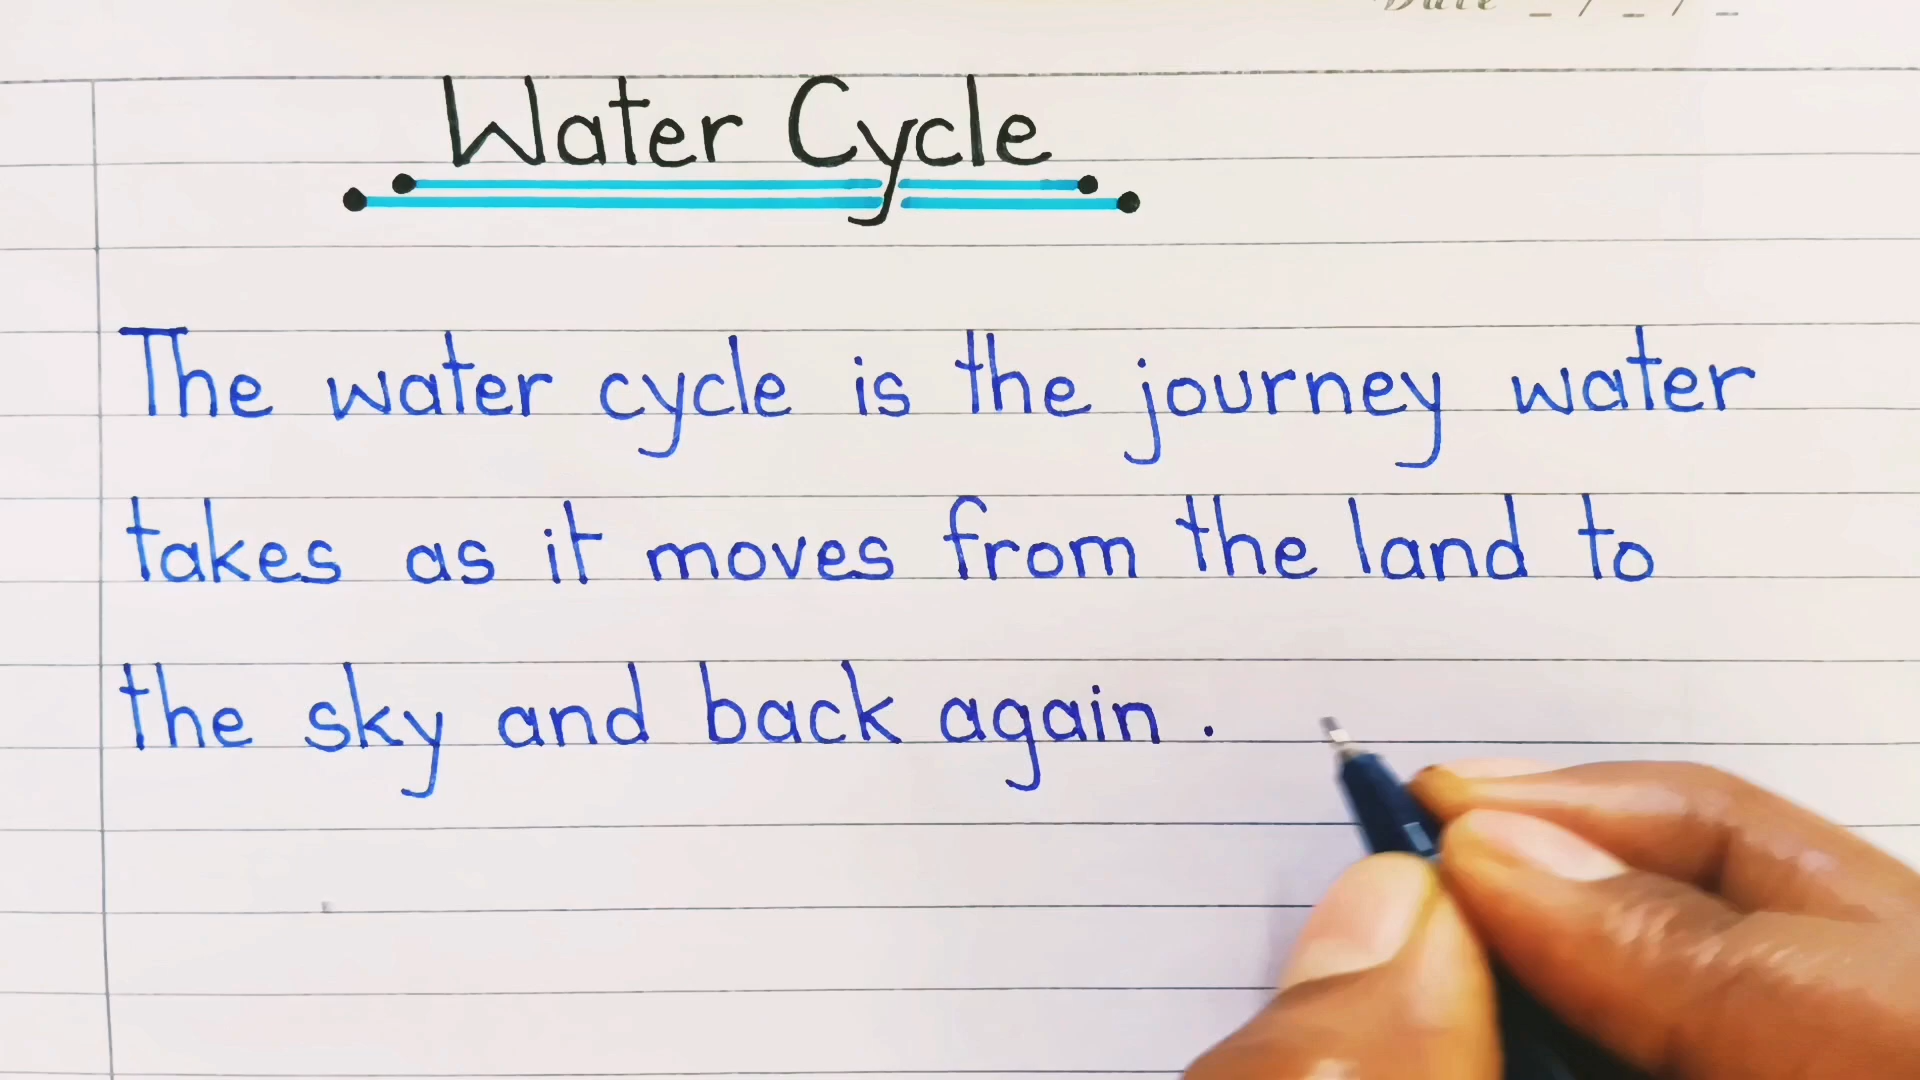 Date _ / _ / _
Water Cycle
The water cycle is the journey water
takes as it moves from the land to
the sky and back again .